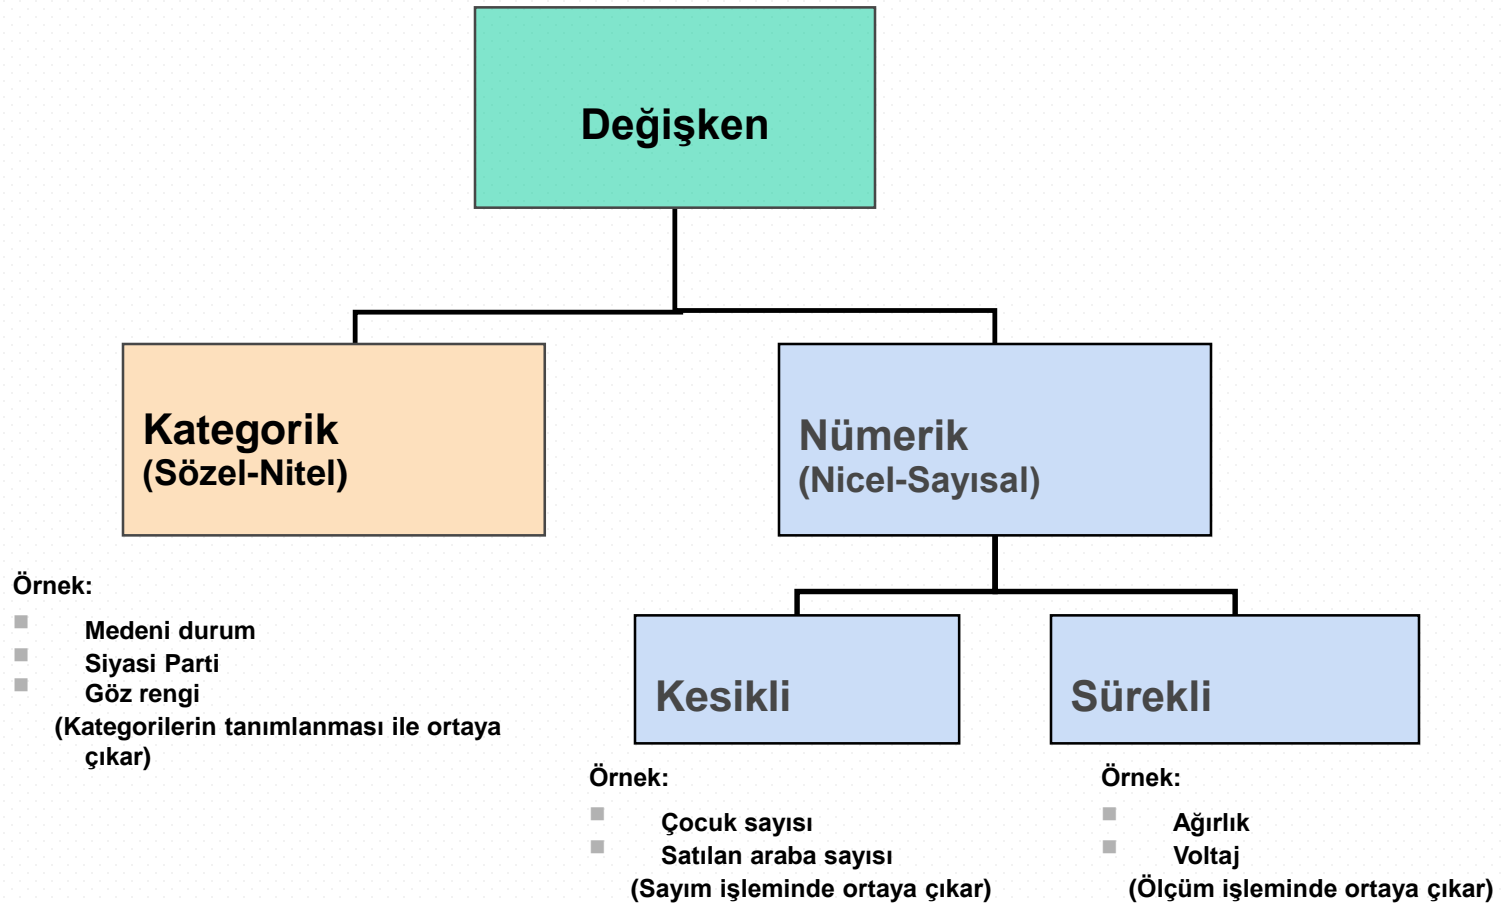 Değişken
Kategorik
(Sözel-Nitel)
Nümerik
(Nicel-Sayısal)
Örnek:
Medeni durum
Siyasi Parti
Göz rengi
(Kategorilerin tanımlanması ile ortaya
çıkar)
Kesikli
Sürekli
Örnek:
Çocuk sayısı
Satılan araba sayısı
(Sayım işleminde ortaya çıkar)
Örnek:
Ağırlık
Voltaj
(Ölçüm işleminde ortaya çıkar)